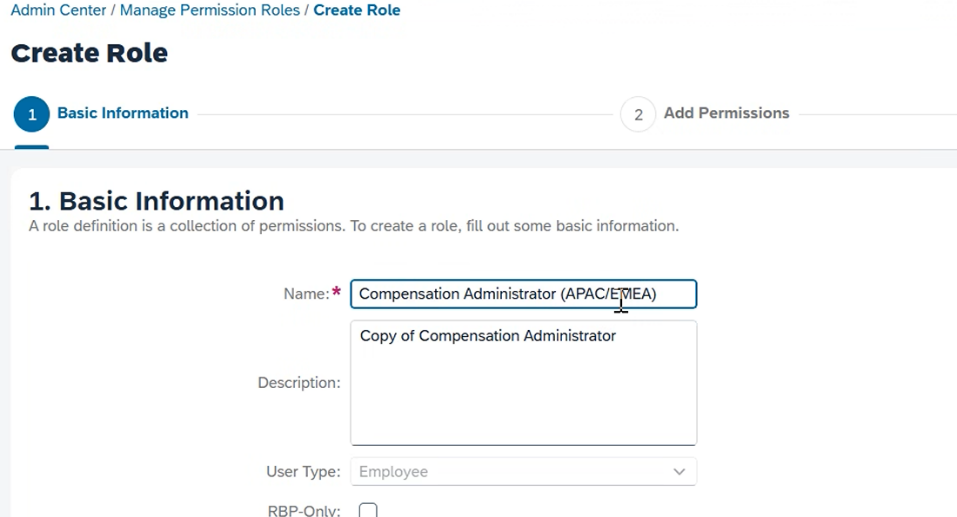 Admin Center / Manage Permission Roles / Create Role
Create Role
1 Basic Information 2 Add Permissions
1. Basic Information
A role definition is a collection of permissions. To create a role, fill out some basic information.
Name:* Compensation Administrator (APAC/EMEA)
Copy of Compensation Administrator
Description:
User Type: Employee
RBP-Only: